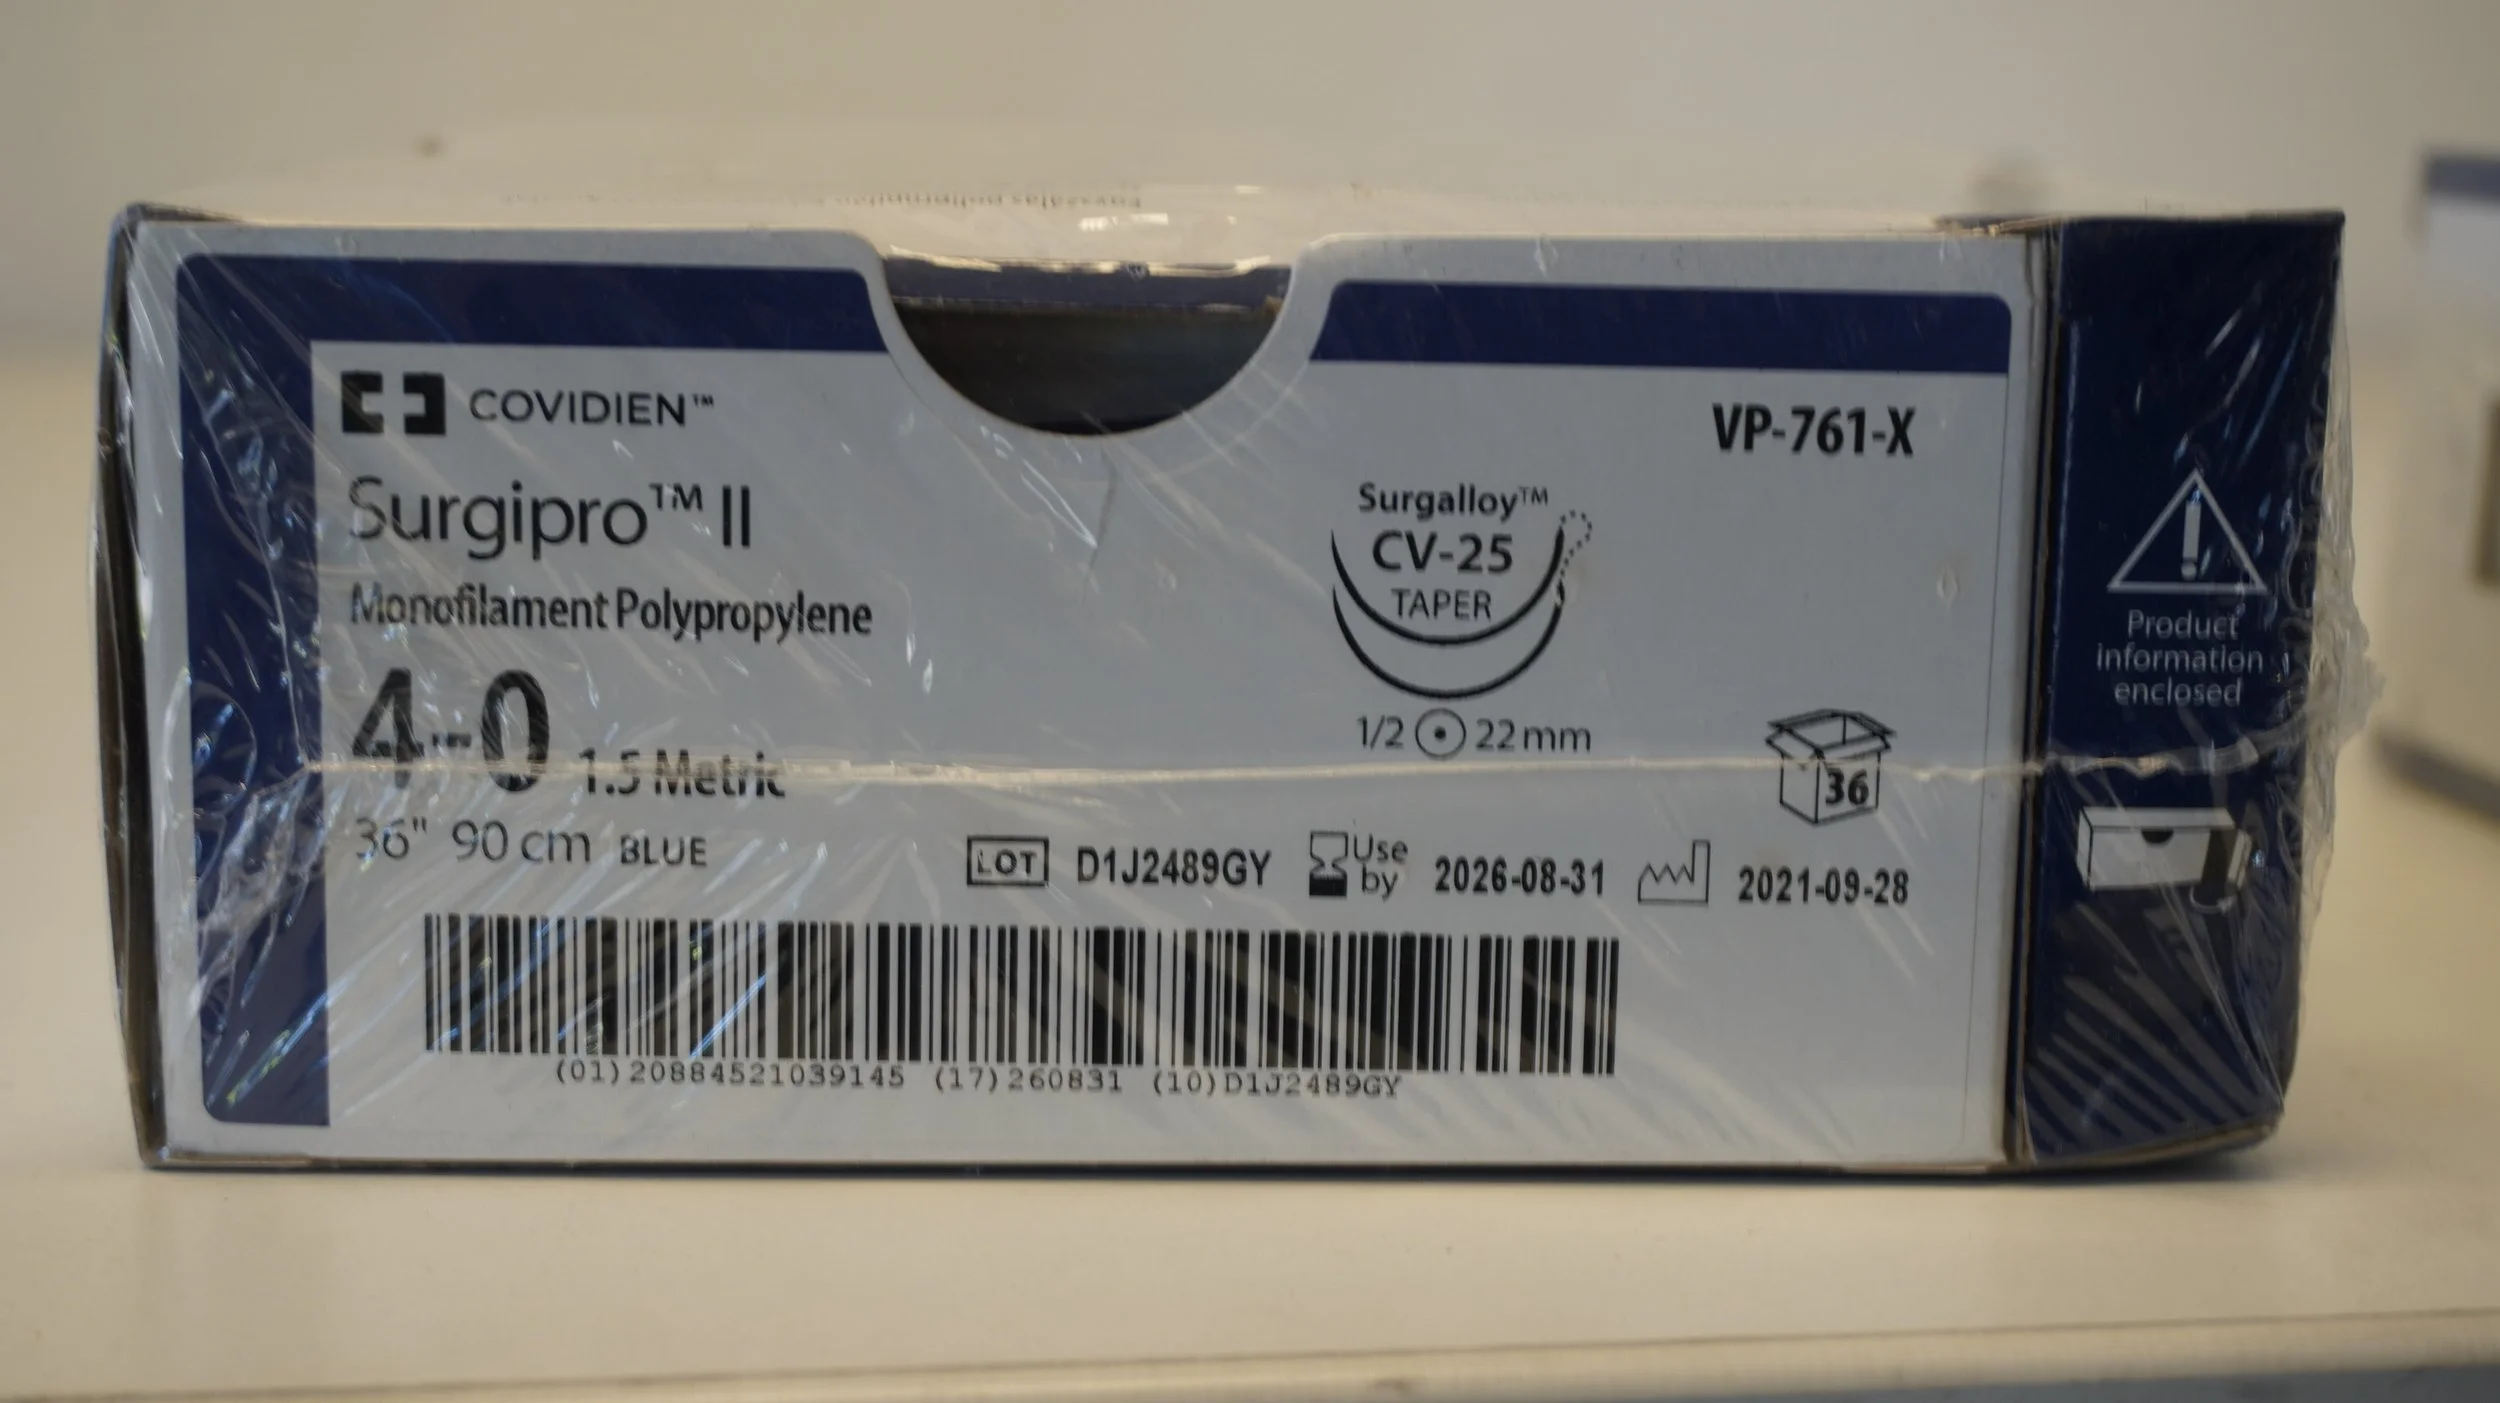 COVIDIEN™
Surgipro™ II
Monofilament Polypropylene
4-0 1.5 Metric
36" 90 cm BLUE
VP-761-X
Surgalloy™
CV-25
TAPER
1/2 22 mm
36
LOT D1J2489GY Use by 2026-08-31 2021-09-28
(01)20884521039145 (17)260831 (10)D1J2489GY
Product
information
enclosed